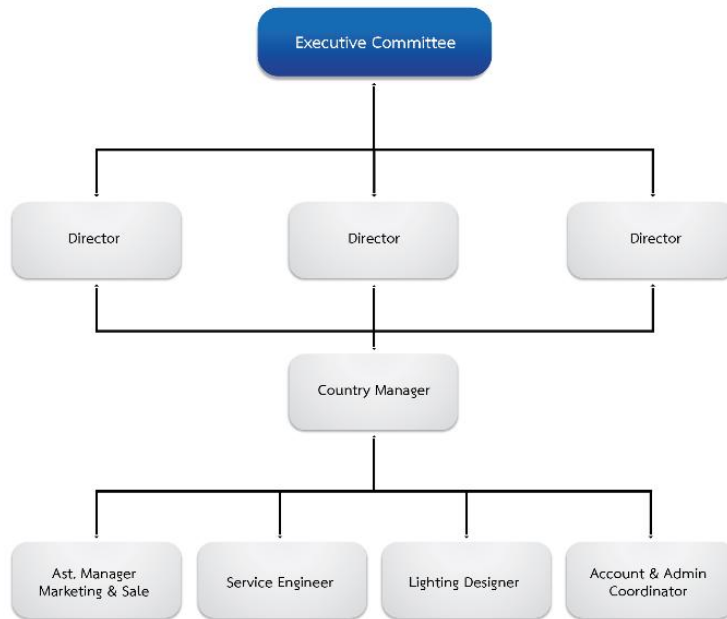 Executive Committee
Director
Director
Director
Country Manager
Ast. Manager
Marketing & Sale
Service Engineer
Lighting Designer
Account & Admin
Coordinator